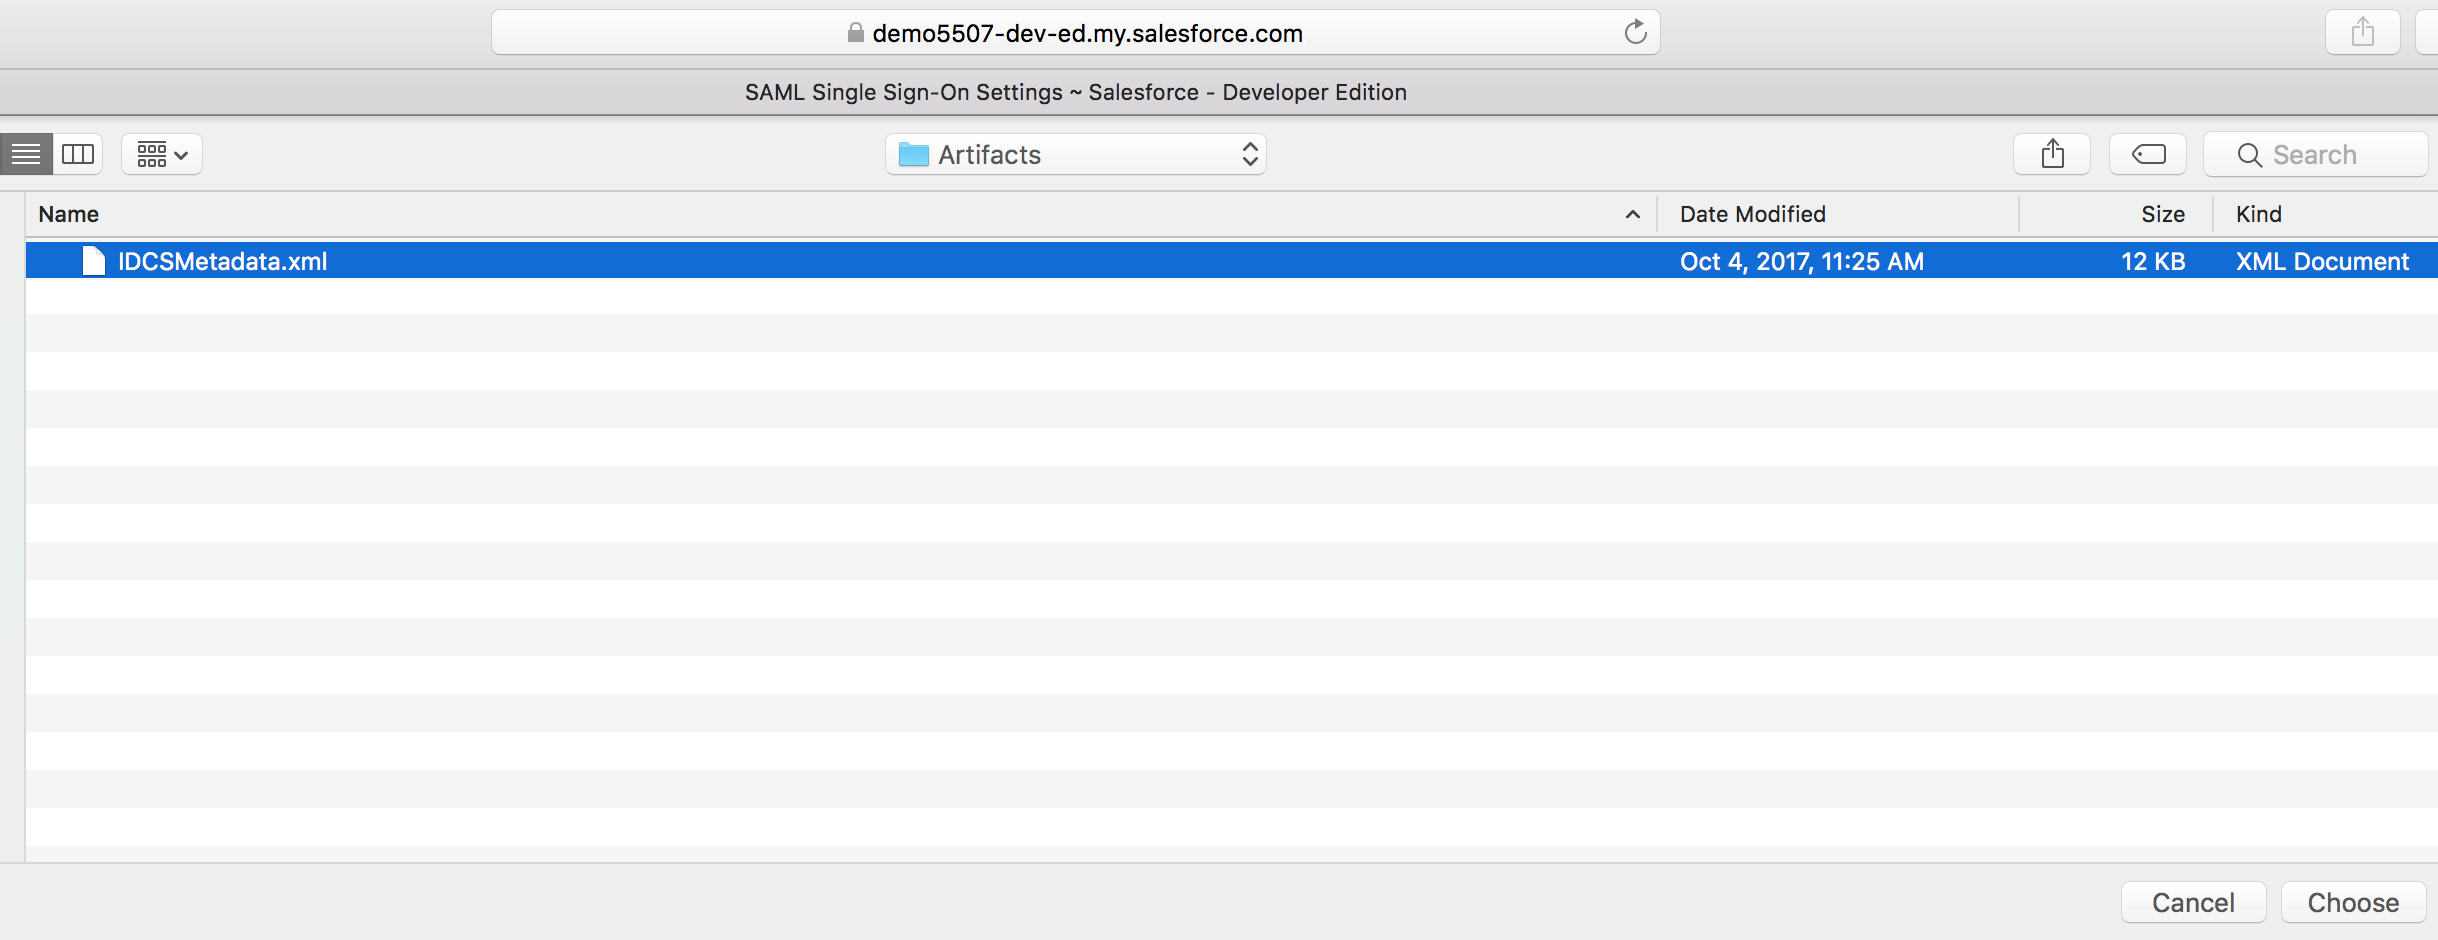 demo5507-dev-ed.my.salesforce.com
SAML Single Sign-On Settings ~ Salesforce - Developer Edition
Artifacts
Search
Name Date Modified Size Kind
IDCSMetadata.xml Oct 4, 2017, 11:25 AM 12 KB XML Document
Cancel Choose